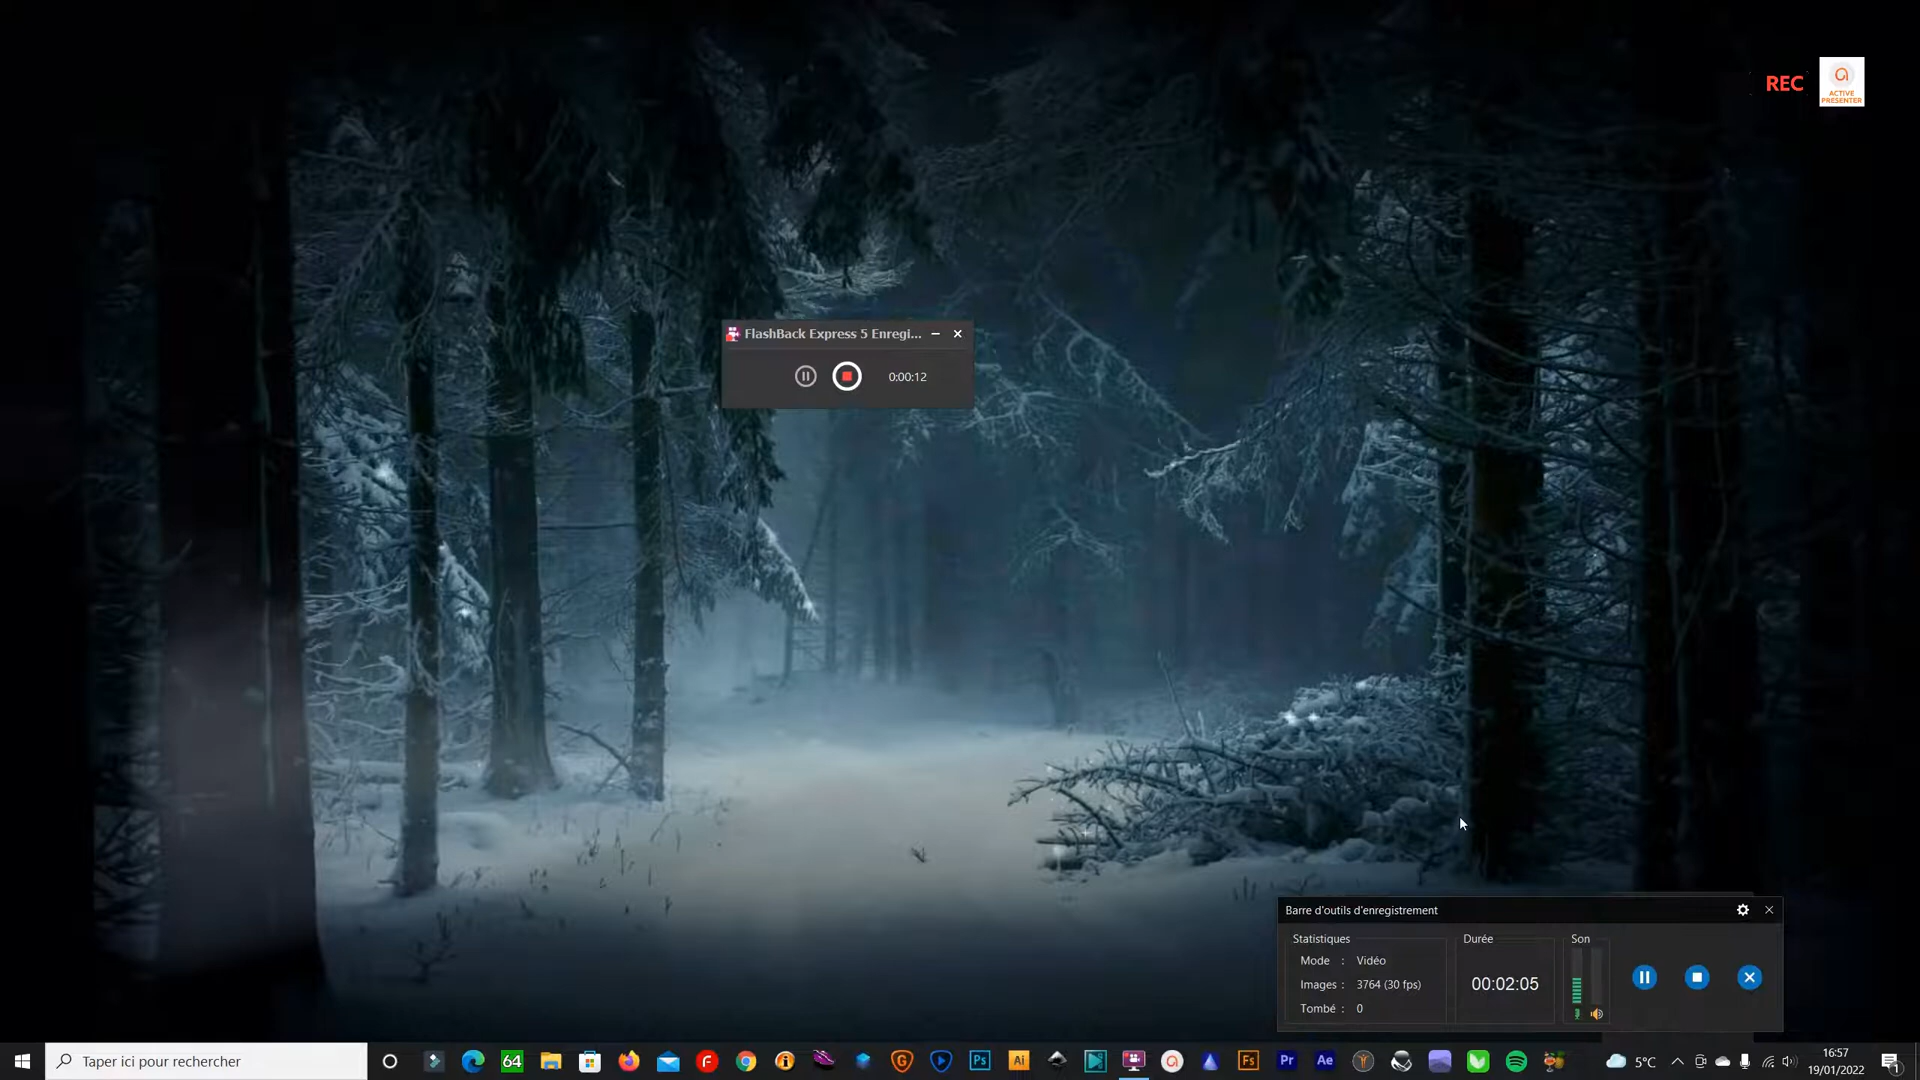 REC
ACTIVE
PRESENTER
FlashBack Express 5 Enregi...
0:00:12
Barre d'outils d'enregistrement
Statistiques
Durée
Son
Mode : Vidéo
Images : 3764 (30 fps)
00:02:05
Tombé : 0
Taper ici pour rechercher
64
Ps
Ai
Fs
Pr
Ae
5°C
16:57
19/01/2022
1